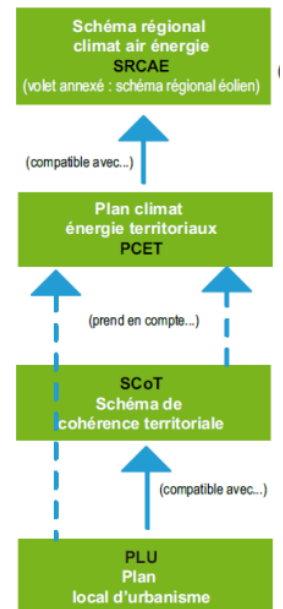 Schéma régional
climat air énergie
SRCAE
(volet annexé : schéma régional éolien)
(compatible avec...)
Plan climat
énergie territoriaux
PCET
(prend en compte...)
SCoT
Schéma de
cohérence territoriale
(compatible avec...)
PLU
Plan
local d'urbanisme